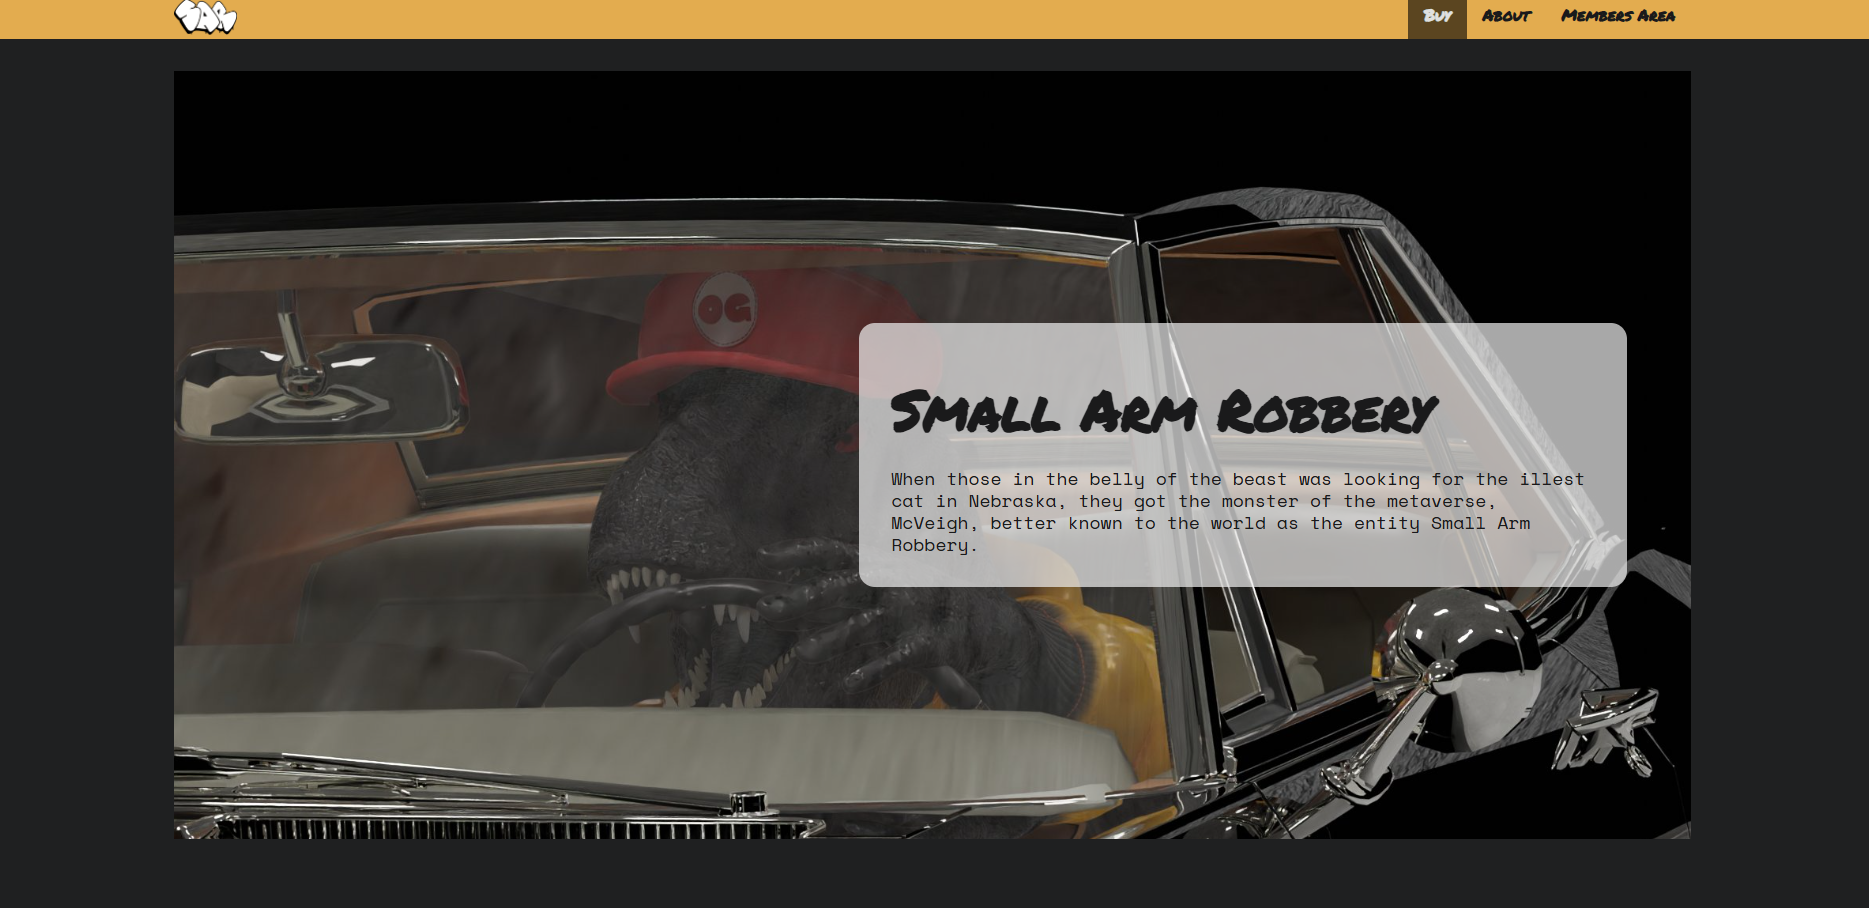 SAR
Buy
About
Members Area
OG
Small Arm Robbery
When those in the belly of the beast was looking for the illest
cat in Nebraska, they got the monster of the metaverse,
McVeigh, better known to the world as the entity Small Arm
Robbery.